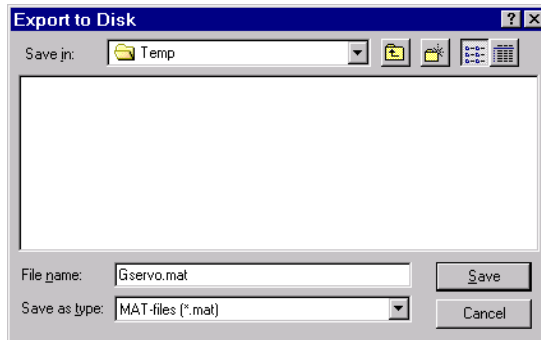 Export to Disk
Save in: Temp
File name: Gservo.mat
Save
Save as type: MAT-files (*.mat)
Cancel